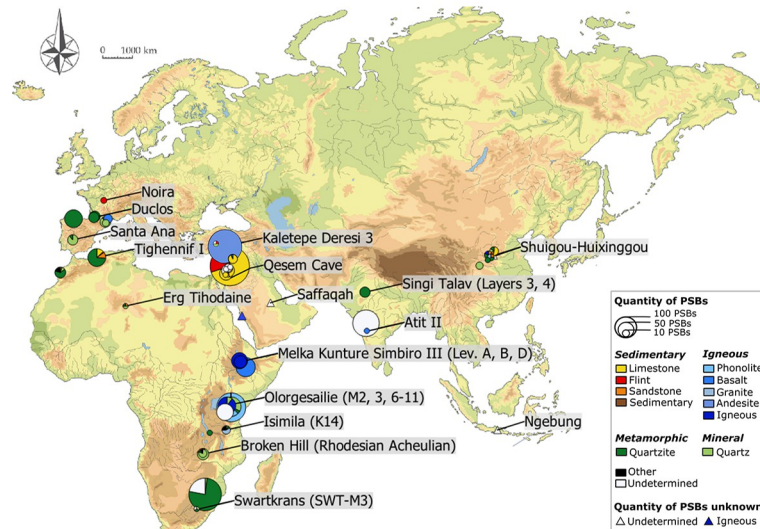 0 1000 km
Noira
Duclos
Santa Ana
Tighennif I
Kaletepe Deresi 3
Qesem Cave
Shuigou-Huixinggou
Singi Talav (Layers 3, 4)
Erg Tihodaine
Saffaqah
Atit II
Melka Kunture Simbiro III (Lev. A, B, D)
Olorgesailie (M2, 3, 6-11)
Isimila (K14)
Ngebung
Broken Hill (Rhodesian Acheulian)
Swartkrans (SWT-M3)
Quantity of PSBs
100 PSBs
50 PSBs
10 PSBs
Sedimentary
Limestone
Flint
Sandstone
Sedimentary
Igneous
Phonolite
Basalt
Granite
Andesite
Igneous
Metamorphic
Quartzite
Mineral
Quartz
Other
Undetermined
Quantity of PSBs unknown
Undetermined
Igneous